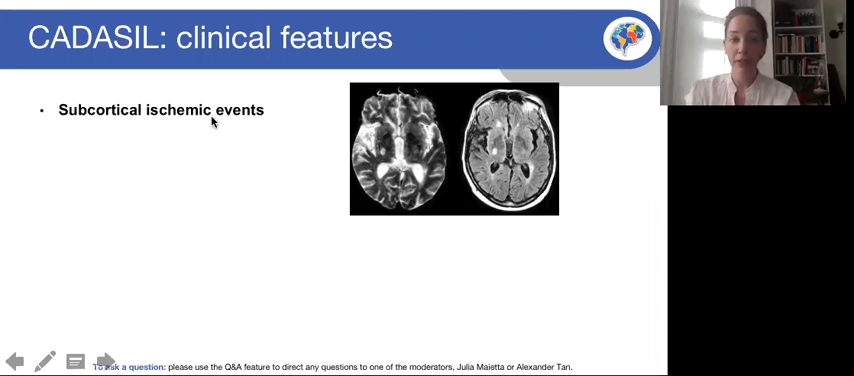 CADASIL: clinical features
• Subcortical ischemic events
To ask a question: please use the Q&A feature to direct any questions to one of the moderators, Julia Maietta or Alexander Tan.